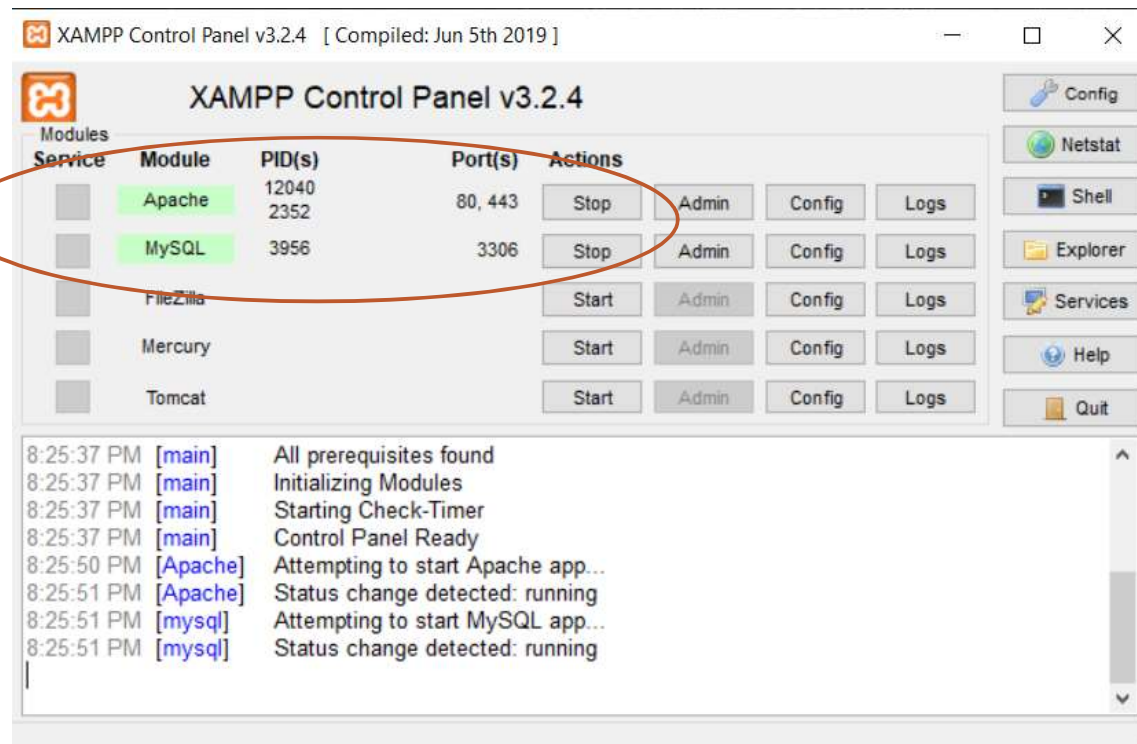 XAMPP Control Panel v3.2.4 [ Compiled: Jun 5th 2019 ]
XAMPP Control Panel v3.2.4
Config
Modules
Service Module PID(s) Port(s) Actions
Netstat
Apache 12040 2352 80, 443 Stop Admin Config Logs
Shell
MySQL 3956 3306 Stop Admin Config Logs
Explorer
FileZilla Start Admin Config Logs
Services
Mercury Start Admin Config Logs
Help
Tomcat Start Admin Config Logs
Quit
8:25:37 PM [main] All prerequisites found
8:25:37 PM [main] Initializing Modules
8:25:37 PM [main] Starting Check-Timer
8:25:37 PM [main] Control Panel Ready
8:25:50 PM [Apache] Attempting to start Apache app...
8:25:51 PM [Apache] Status change detected: running
8:25:51 PM [mysql] Attempting to start MySQL app...
8:25:51 PM [mysql] Status change detected: running